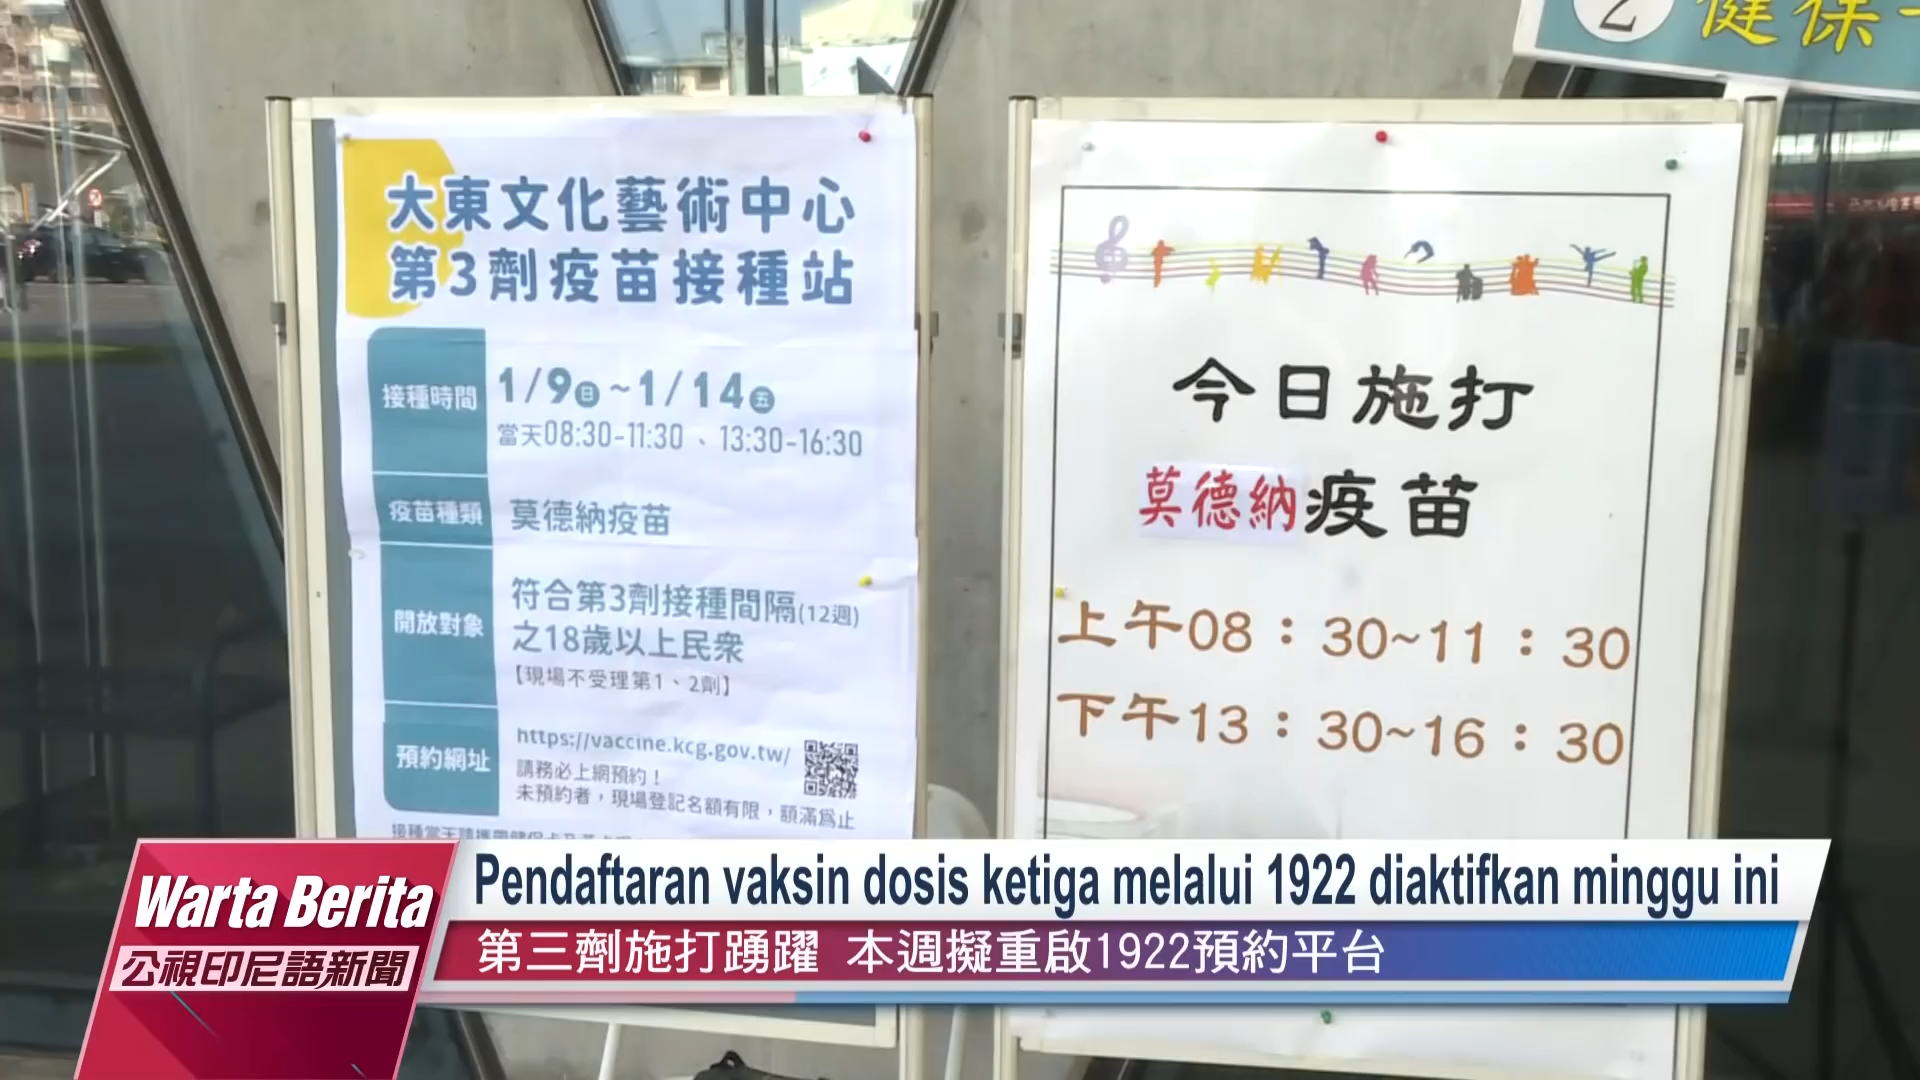 2 健保
大東文化藝術中心
第3劑疫苗接種站
接種時間
1/9日~1/14五
當天08:30-11:30、13:30-16:30
疫苗種類
莫德納疫苗
開放對象
符合第3劑接種間隔(12週)
之18歲以上民眾
【現場不受理第1、2劑】
預約網址
https://vaccine.kcg.gov.tw/
請務必上網預約！
未預約者，現場登記名額有限，額滿為止
今日施打
莫德納疫苗
上午08：30~11：30
下午13：30~16：30
Warta Berita
公視印尼語新聞
Pendaftaran vaksin dosis ketiga melalui 1922 diaktifkan minggu ini
第三劑施打踴躍 本週擬重啟1922預約平台